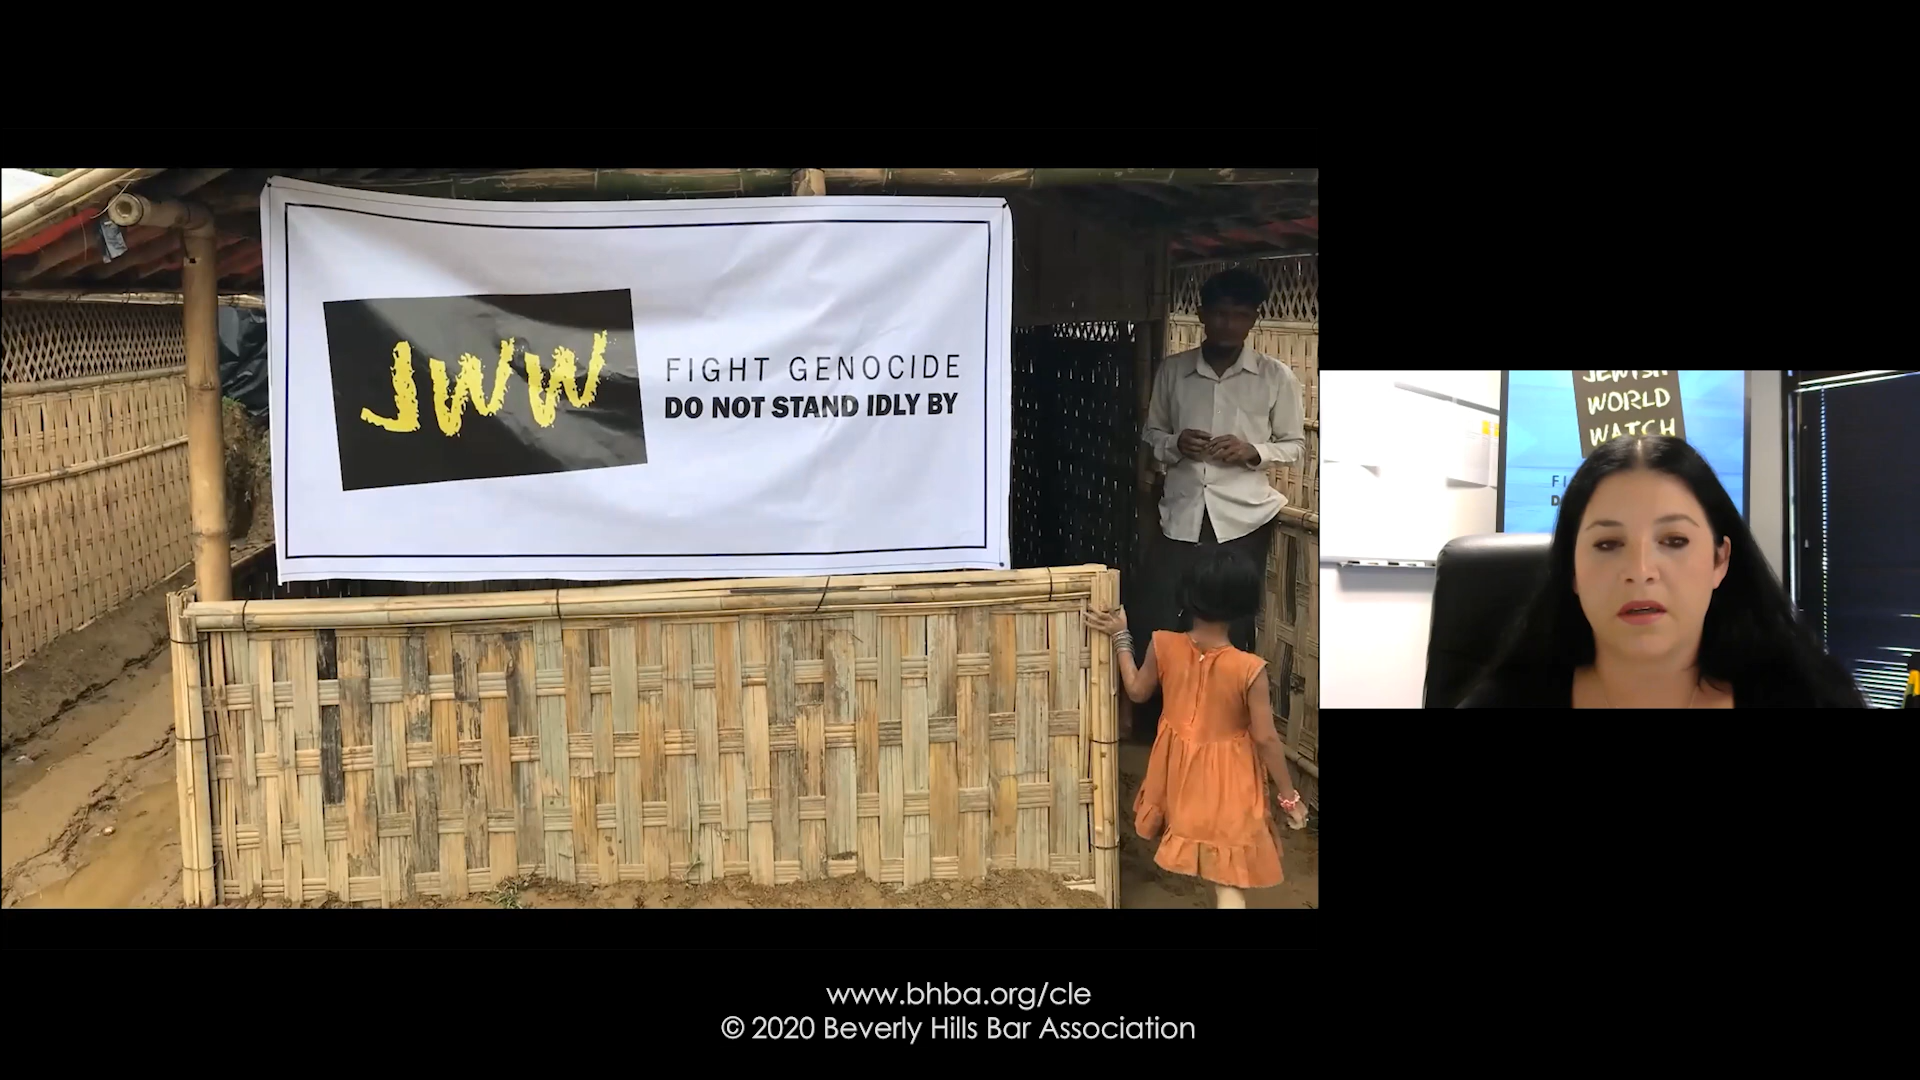 JWW
FIGHT GENOCIDE
DO NOT STAND IDLY BY
JEWISH
WORLD
WATCH
www.bhba.org/cle
© 2020 Beverly Hills Bar Association